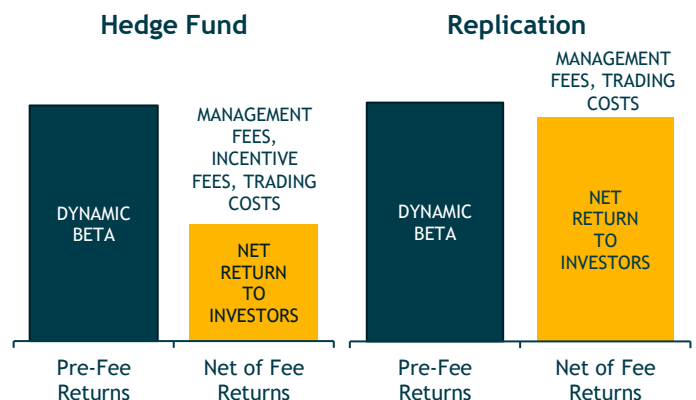 Hedge Fund
MANAGEMENT
FEES,
INCENTIVE
FEES, TRADING
COSTS
DYNAMIC
BETA
NET
RETURN
TO
INVESTORS
Pre-Fee
Returns
Net of Fee
Returns
Replication
MANAGEMENT
FEES, TRADING
COSTS
DYNAMIC
BETA
NET
RETURN
TO
INVESTORS
Pre-Fee
Returns
Net of Fee
Returns